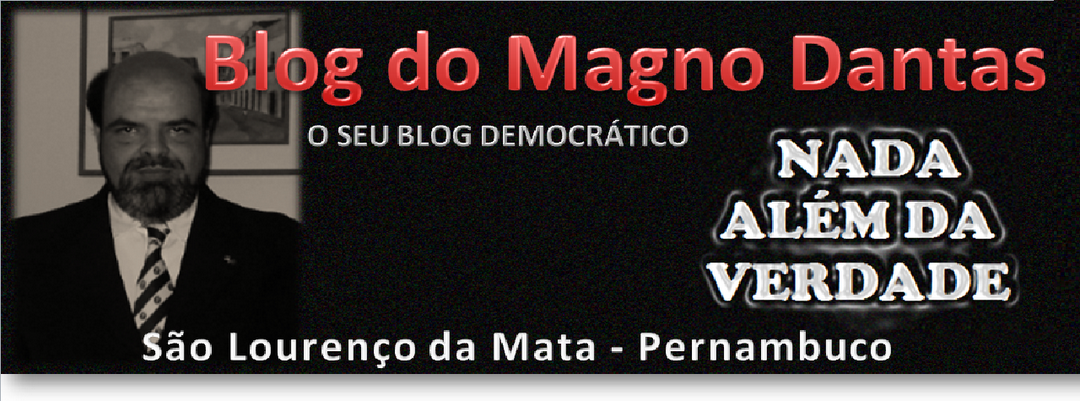 Blog do Magno Dantas
O SEU BLOG DEMOCRÁTICO
NADA
ALÉM DA
VERDADE
São Lourenço da Mata - Pernambuco